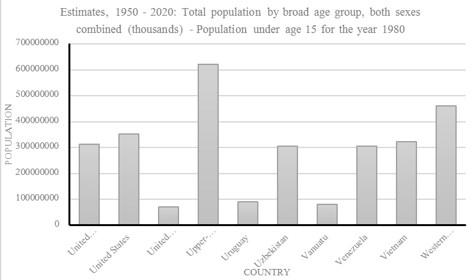 Estimates, 1950 - 2020: Total population by broad age group, both sexes
combined (thousands) - Population under age 15 for the year 1980
700000000
600000000
500000000
400000000
300000000
200000000
100000000
0
POPULATION
United…
United States
United…
Upper-…
Uruguay
Uzbekistan
Vanuatu
Venezuela
Vietnam
Western…
COUNTRY